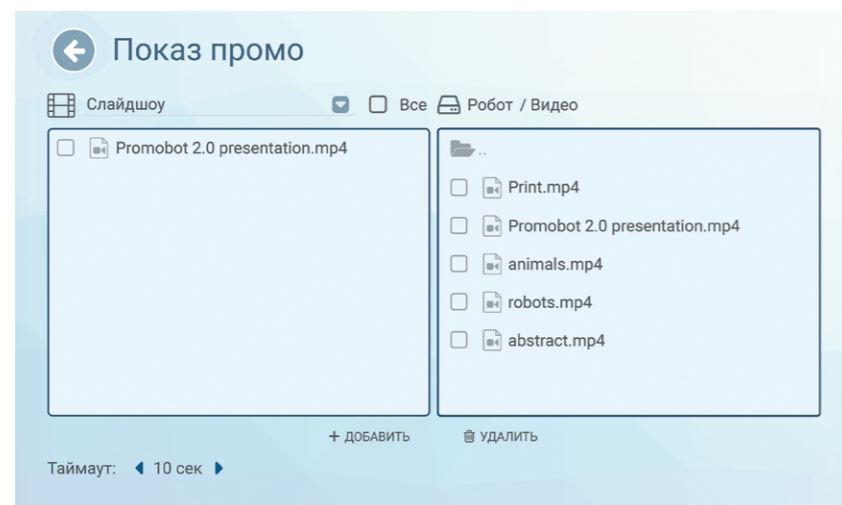 Показ промо
Слайдшоу Все Робот / Видео
Promobot 2.0 presentation.mp4
..
Print.mp4
Promobot 2.0 presentation.mp4
animals.mp4
robots.mp4
abstract.mp4
+ ДОБАВИТЬ УДАЛИТЬ
Таймаут: 10 сек